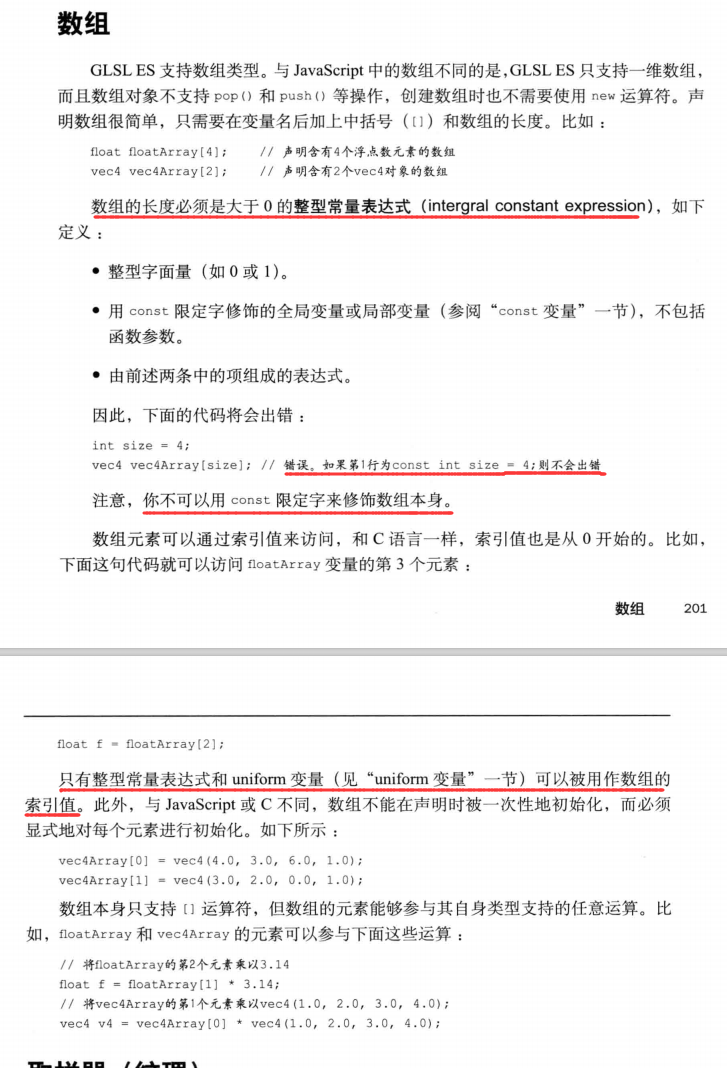 数组
GLSL ES 支持数组类型。与 JavaScript 中的数组不同的是，GLSL ES 只支持一维数组，
而且数组对象不支持 pop() 和 push() 等操作，创建数组时也不需要使用 new 运算符。声
明数组很简单，只需要在变量名后加上中括号（[]）和数组的长度。比如：
float floatArray[4]; // 声明含有4个浮点数元素的数组
vec4 vec4Array[2]; // 声明含有2个vec4对象的数组
数组的长度必须是大于 0 的整型常量表达式（intergral constant expression），如下
定义：
• 整型字面量（如 0 或 1）。
• 用 const 限定字修饰的全局变量或局部变量（参阅“const 变量”一节），不包括
函数参数。
• 由前述两条中的项组成的表达式。
因此，下面的代码将会出错：
int size = 4;
vec4 vec4Array[size]; // 错误。如果第1行为const int size = 4;则不会出错
注意，你不可以用 const 限定字来修饰数组本身。
数组元素可以通过索引值来访问，和 C 语言一样，索引值也是从 0 开始的。比如，
下面这句代码就可以访问 floatArray 变量的第 3 个元素：
数组 201
float f = floatArray[2];
只有整型常量表达式和 uniform 变量（见“uniform 变量”一节）可以被用作数组的
索引值。此外，与 JavaScript 或 C 不同，数组不能在声明时被一次性地初始化，而必须
显式地对每个元素进行初始化。如下所示：
vec4Array[0] = vec4(4.0, 3.0, 6.0, 1.0);
vec4Array[1] = vec4(3.0, 2.0, 0.0, 1.0);
数组本身只支持 [] 运算符，但数组的元素能够参与其自身类型支持的任意运算。比
如，floatArray 和 vec4Array 的元素可以参与下面这些运算：
// 将floatArray的第2个元素乘以3.14
float f = floatArray[1] * 3.14;
// 将vec4Array的第1个元素乘以vec4(1.0, 2.0, 3.0, 4.0);
vec4 v4 = vec4Array[0] * vec4(1.0, 2.0, 3.0, 4.0);